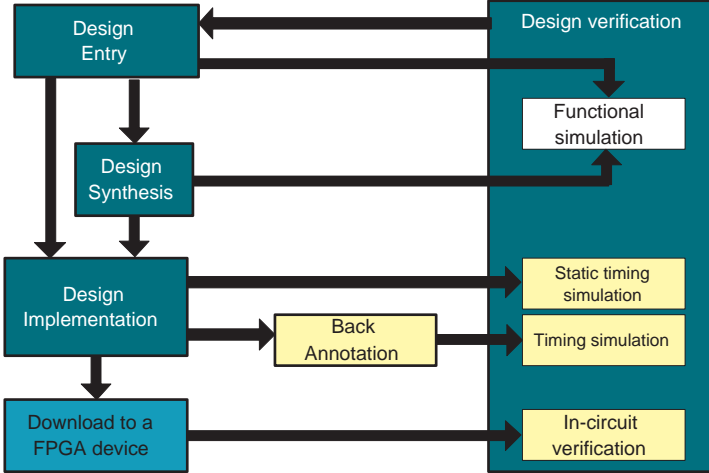 Design
Entry
Design verification
Functional
simulation
Design
Synthesis
Design
Implementation
Static timing
simulation
Back
Annotation
Timing simulation
Download to a
FPGA device
In-circuit
verification